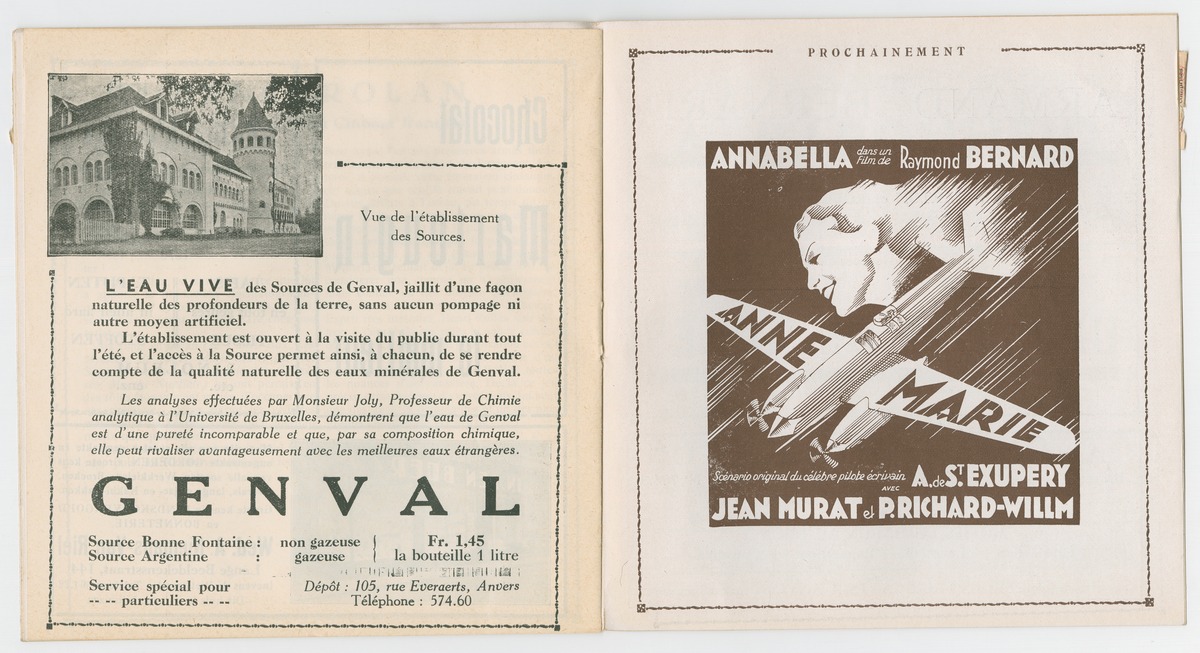 Vue de l'établissement
des Sources.
L'EAU VIVE des Sources de Genval, jaillit d'une façon
naturelle des profondeurs de la terre, sans aucun pompage ni
autre moyen artificiel.
L'établissement est ouvert à la visite du public durant tout
l'été, et l'accès à la Source permet ainsi, à chacun, de se rendre
compte de la qualité naturelle des eaux minérales de Genval.
Les analyses effectuées par Monsieur Joly, Professeur de Chimie
analytique à l'Université de Bruxelles, démontrent que l'eau de Genval
est d'une pureté incomparable et que, par sa composition chimique,
elle peut rivaliser avantageusement avec les meilleures eaux étrangères.
GENVAL
Source Bonne Fontaine : non gazeuse } Fr. 1,45
Source Argentine : gazeuse } la bouteille 1 litre
Service spécial pour
-- -- particuliers -- --
Dépôt : 105, rue Everaerts, Anvers
Téléphone : 574.60
PROCHAINEMENT
ANNABELLA dans un film de Raymond BERNARD
ANNE
MARIE
Scénario original du célèbre pilote écrivain A. de ST EXUPERY
AVEC
JEAN MURAT et P. RICHARD-WILLM